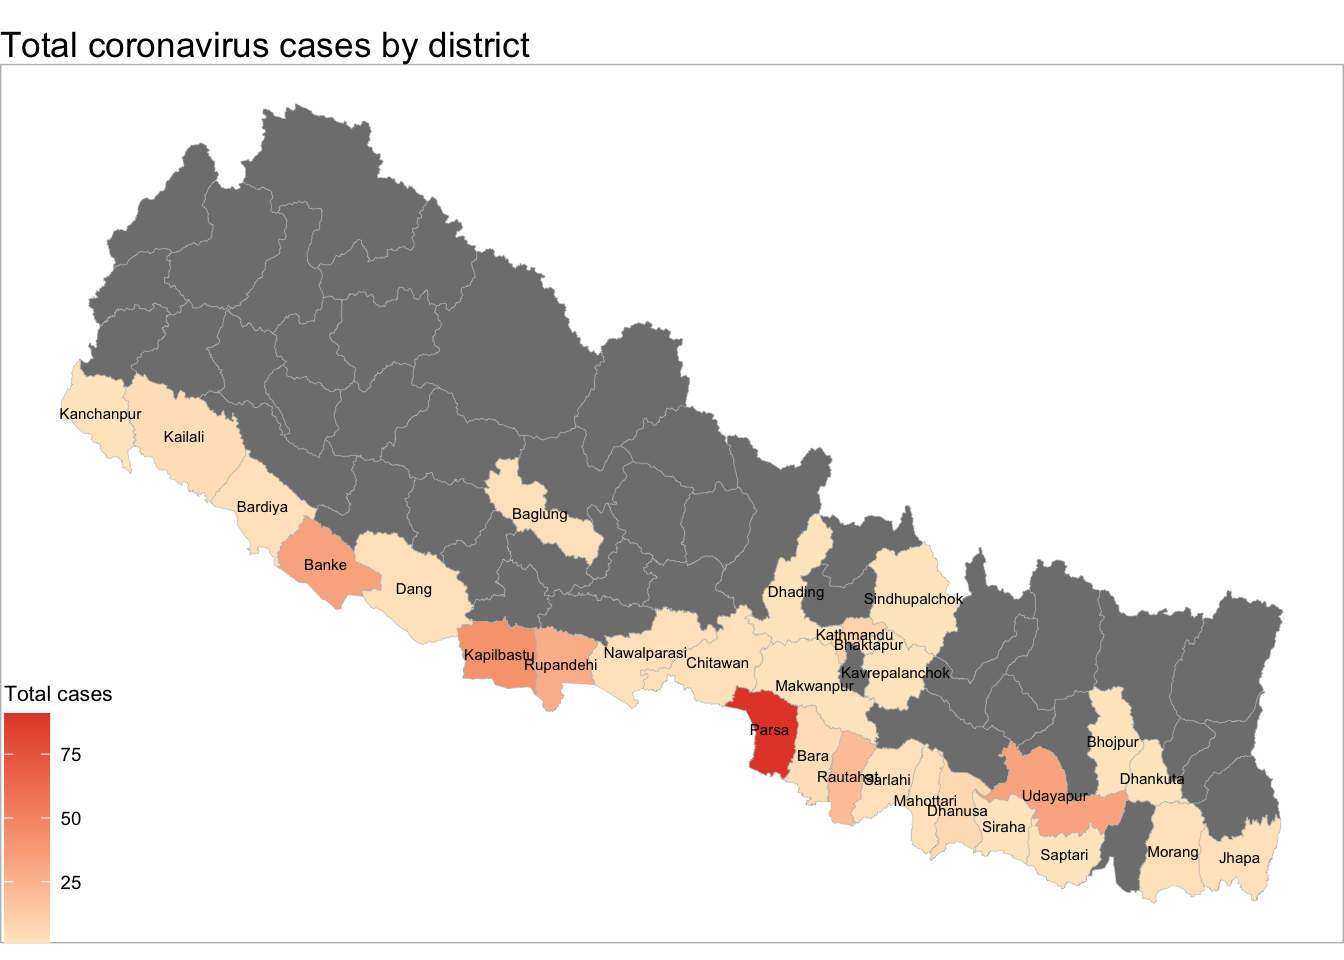 Total coronavirus cases by district
Kanchanpur
Kailali
Bardiya
Baglung
Banke
Dang
Dhading
Sindhupalchok
Kathmandu
Bhaktapur
Kapilbastu
Rupandehi
Nawalparasi
Chitawan
Kavrepalanchok
Makwanpur
Parsa
Bhojpur
Bara
Rautahat
Sarlahi
Dhankuta
Mahottari
Udayapur
Dhanusa
Siraha
Saptari
Morang
Jhapa
Total cases
75
50
25